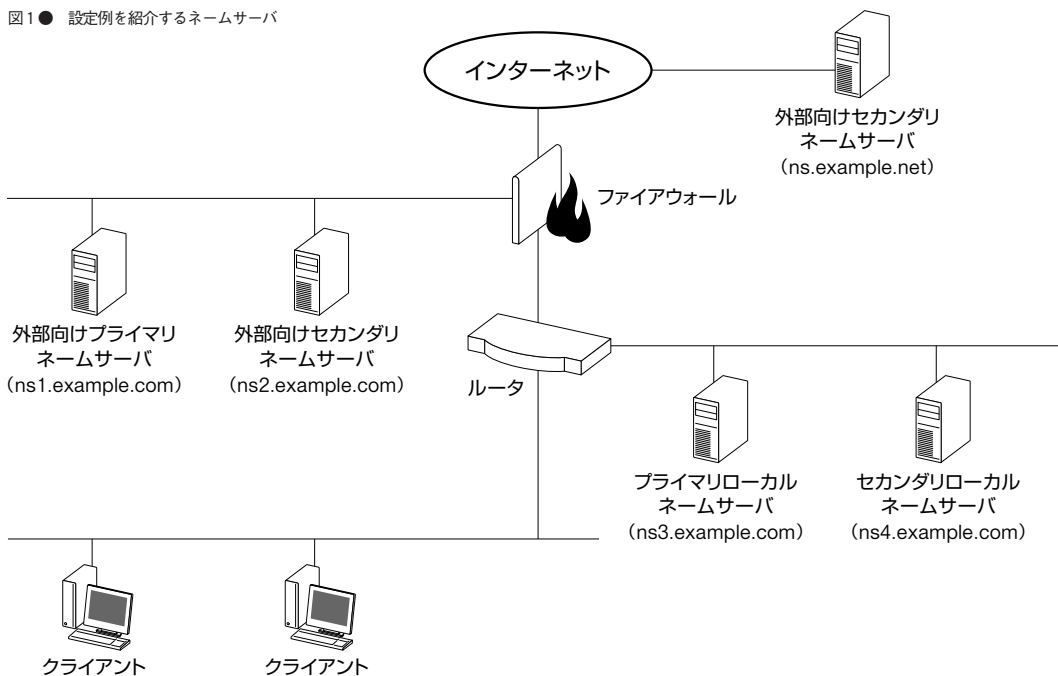 図1● 設定例を紹介するネームサーバ
インターネット
外部向けセカンダリ
ネームサーバ
(ns.example.net)
ファイアウォール
外部向けプライマリ
ネームサーバ
(ns1.example.com)
外部向けセカンダリ
ネームサーバ
(ns2.example.com)
ルータ
プライマリローカル
ネームサーバ
(ns3.example.com)
セカンダリローカル
ネームサーバ
(ns4.example.com)
クライアント
クライアント